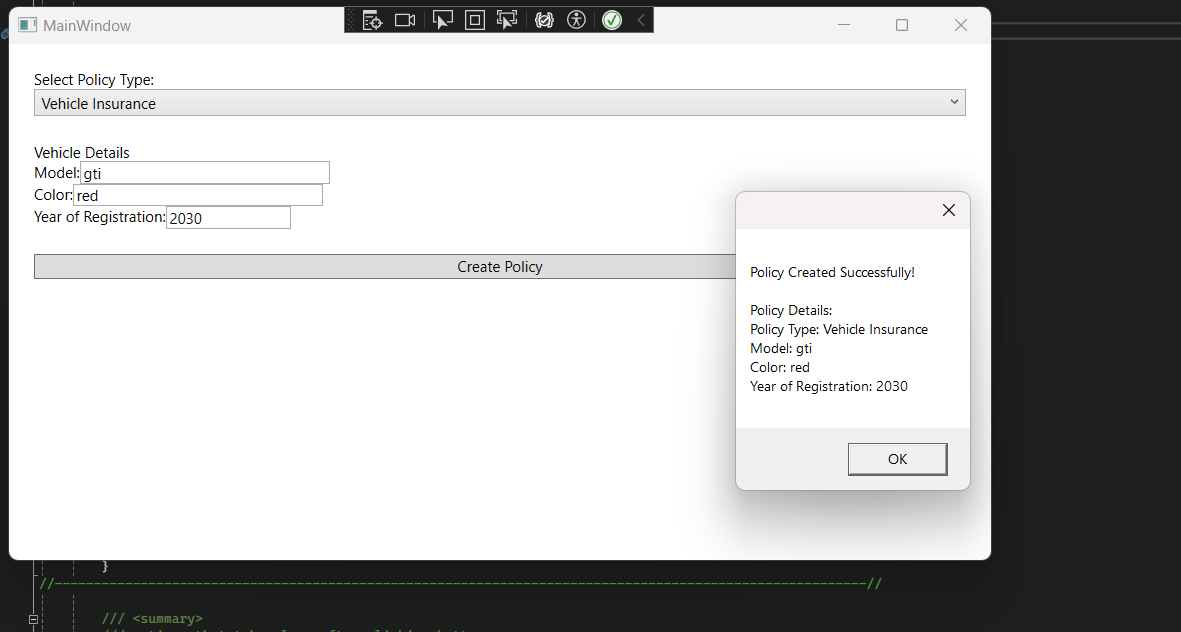 MainWindow
Select Policy Type:
Vehicle Insurance
Vehicle Details
Model: gti
Color: red
Year of Registration: 2030
Create Policy
Policy Created Successfully!
Policy Details:
Policy Type: Vehicle Insurance
Model: gti
Color: red
Year of Registration: 2030
OK
}
//---------------------------------------------------------------------------------------------------------//
/// <summary>